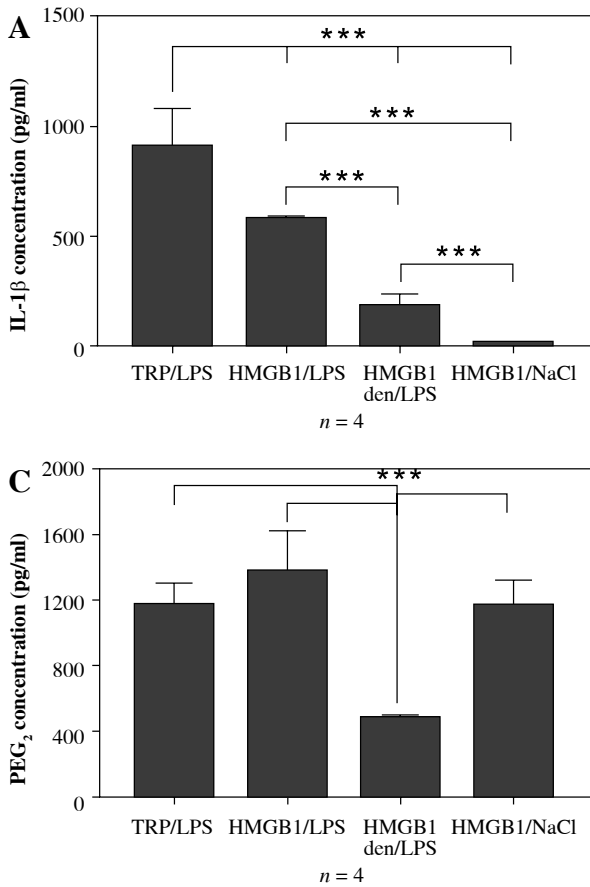 A
IL-1β concentration (pg/ml)
1500
1000
500
0
***
***
***
***
TRP/LPS HMGB1/LPS HMGB1 den/LPS HMGB1/NaCl
n = 4
C
PEG₂ concentration (pg/ml)
2000
1600
1200
800
400
0
***
TRP/LPS HMGB1/LPS HMGB1 den/LPS HMGB1/NaCl
n = 4